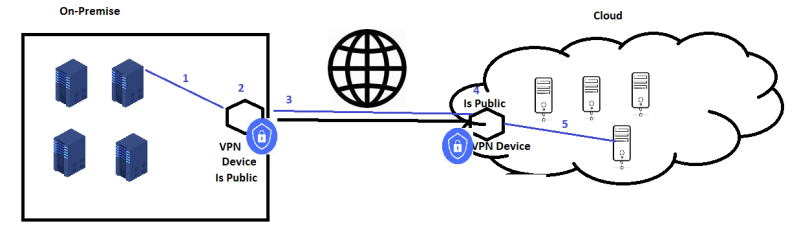 On-Premise
Cloud
1
2
3
4
Is Public
5
VPN
Device
Is Public
VPN Device